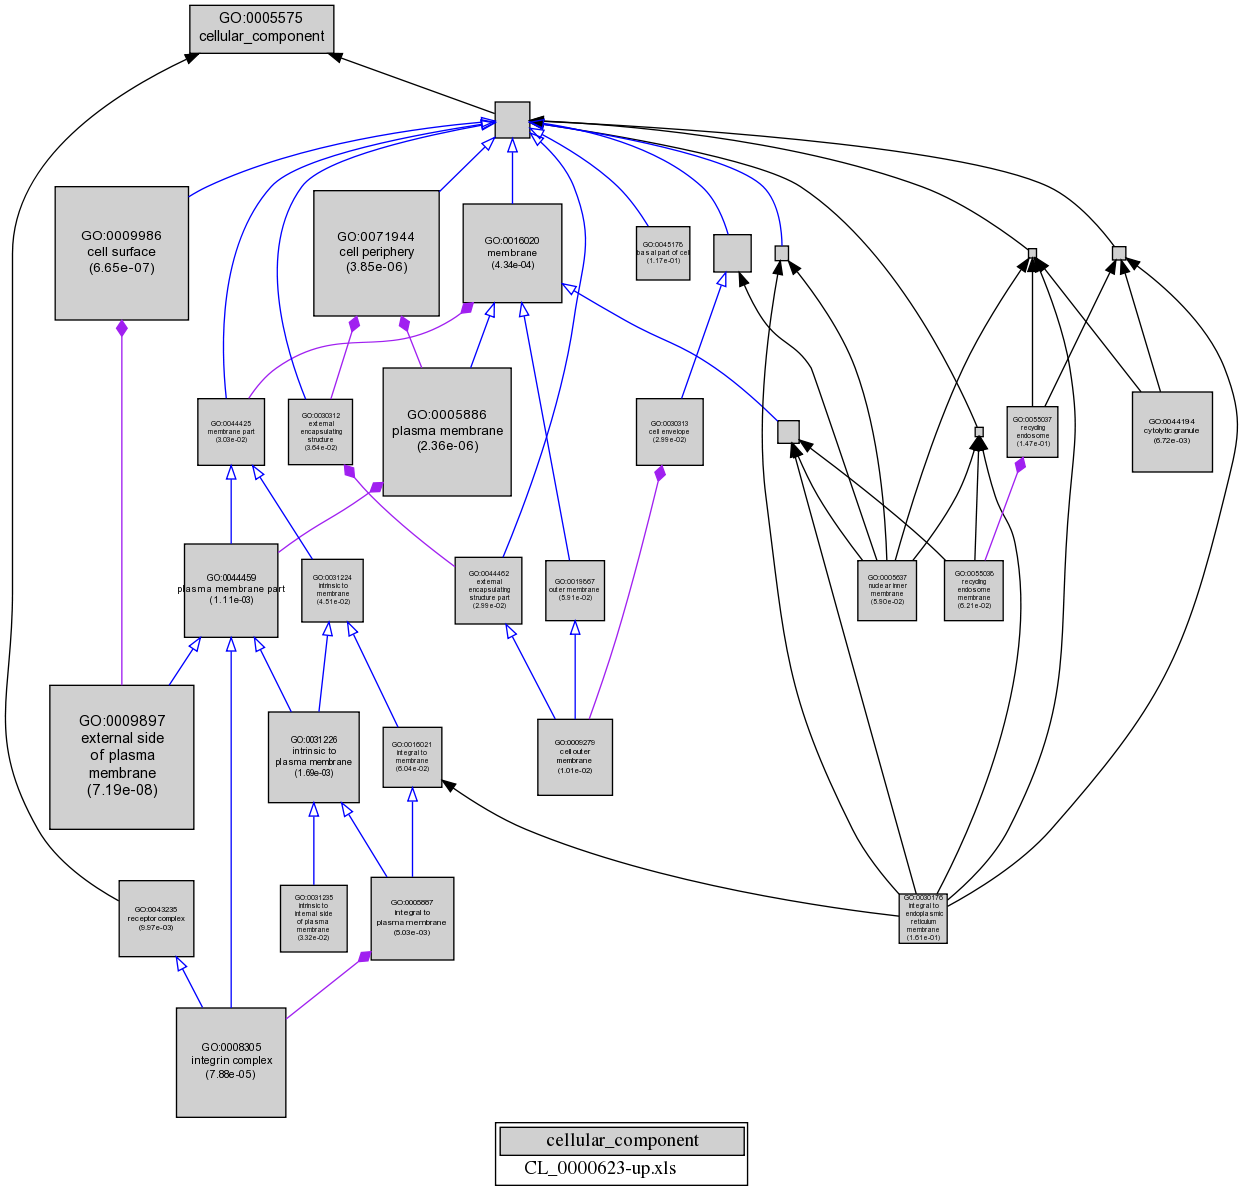 GO:0005575
cellular_component
GO:0009986
cell surface
(6.65e-07)
GO:0071944
cell periphery
(3.85e-06)
GO:0016020
membrane
(4.34e-04)
GO:0045178
basal part of cell
(1.17e-01)
GO:0044425
membrane part
(3.03e-02)
GO:0030312
external
encapsulating
structure
(3.64e-02)
GO:0005886
plasma membrane
(2.36e-06)
GO:0030313
cell envelope
(2.99e-02)
GO:0055037
recycling
endosome
(1.47e-01)
GO:0044194
cytolytic granule
(6.72e-03)
GO:0044459
plasma membrane part
(1.11e-03)
GO:0031224
intrinsic to
membrane
(4.51e-02)
GO:0044462
external
encapsulating
structure part
(2.99e-02)
GO:0019867
outer membrane
(5.91e-02)
GO:0005637
nuclear inner
membrane
(5.90e-02)
GO:0055038
recycling
endosome
membrane
(6.21e-02)
GO:0009897
external side
of plasma
membrane
(7.19e-08)
GO:0031226
intrinsic to
plasma membrane
(1.69e-03)
GO:0016021
integral to
membrane
(6.04e-02)
GO:0009279
cell outer
membrane
(1.01e-02)
GO:0043235
receptor complex
(9.97e-03)
GO:0031235
intrinsic to
internal side
of plasma
membrane
(3.32e-02)
GO:0005887
integral to
plasma membrane
(5.03e-03)
GO:0030176
integral to
endoplasmic
reticulum
membrane
(1.61e-01)
GO:0008305
integrin complex
(7.88e-05)
cellular_component
CL_0000623-up.xls